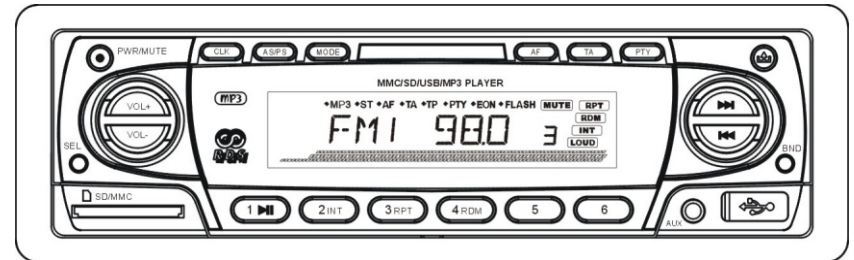 PWR/MUTE
CLK AS/PS MODE AF TA PTY
MMC/SD/USB/MP3 PLAYER
VOL+
VOL-
MP3
MP3 ST AF TA TP PTY EON FLASH MUTE RPT
RDM
INT
LOUD
FM1 98.0 3
RDS
SEL
BND
SD/MMC
1 2INT 3RPT 4RDM 5 6
AUX